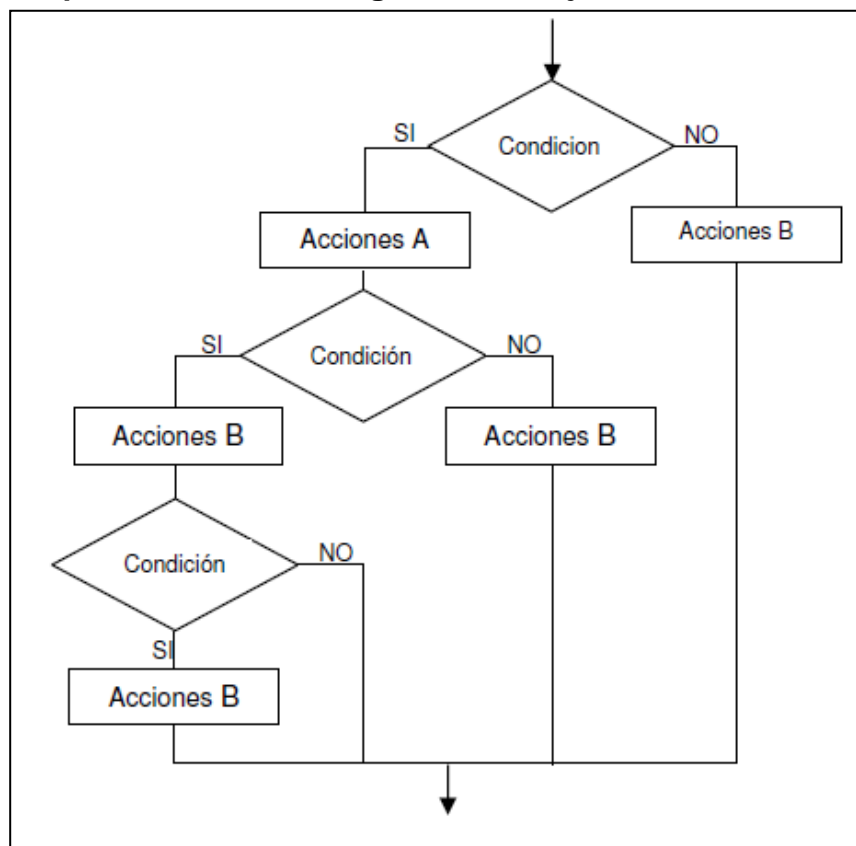 Condicion
SI
NO
Acciones A
Acciones B
Condición
SI
NO
Acciones B
Acciones B
Condición
NO
SI
Acciones B